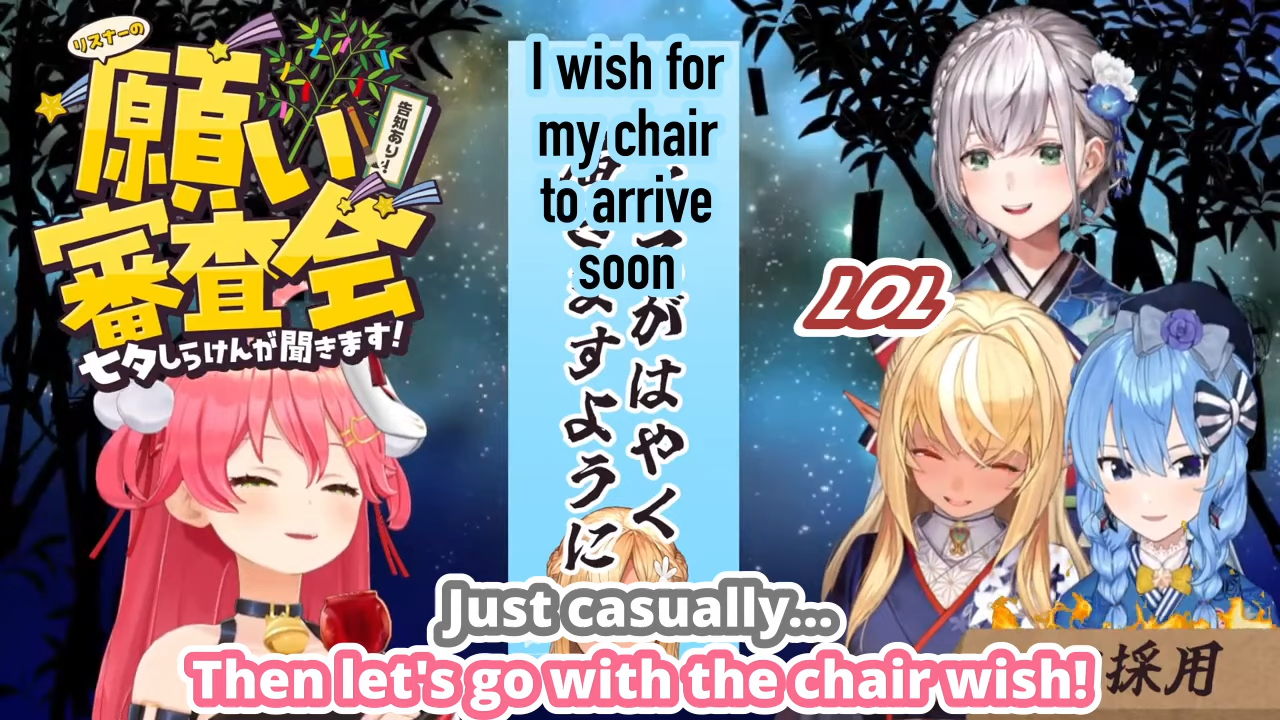 リスナーの
願い
審査会
告知あり!
七夕しらけんが聞きます!
I wish for
my chair
to arrive
soon
がはやく
ますように
LOL
Just casually...
Then let's go with the chair wish!
採用